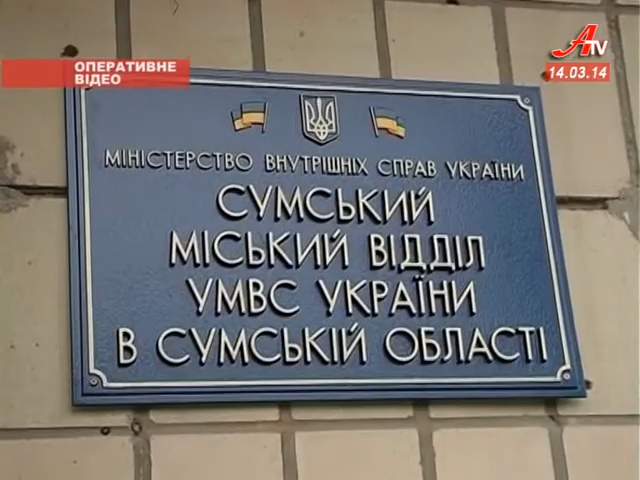 ОПЕРАТИВНЕ
ВІДЕО
ATV
14.03.14
МІНІСТЕРСТВО ВНУТРІШНІХ СПРАВ УКРАЇНИ
СУМСЬКИЙ
МІСЬКИЙ ВІДДІЛ
УМВС УКРАЇНИ
В СУМСЬКІЙ ОБЛАСТІ